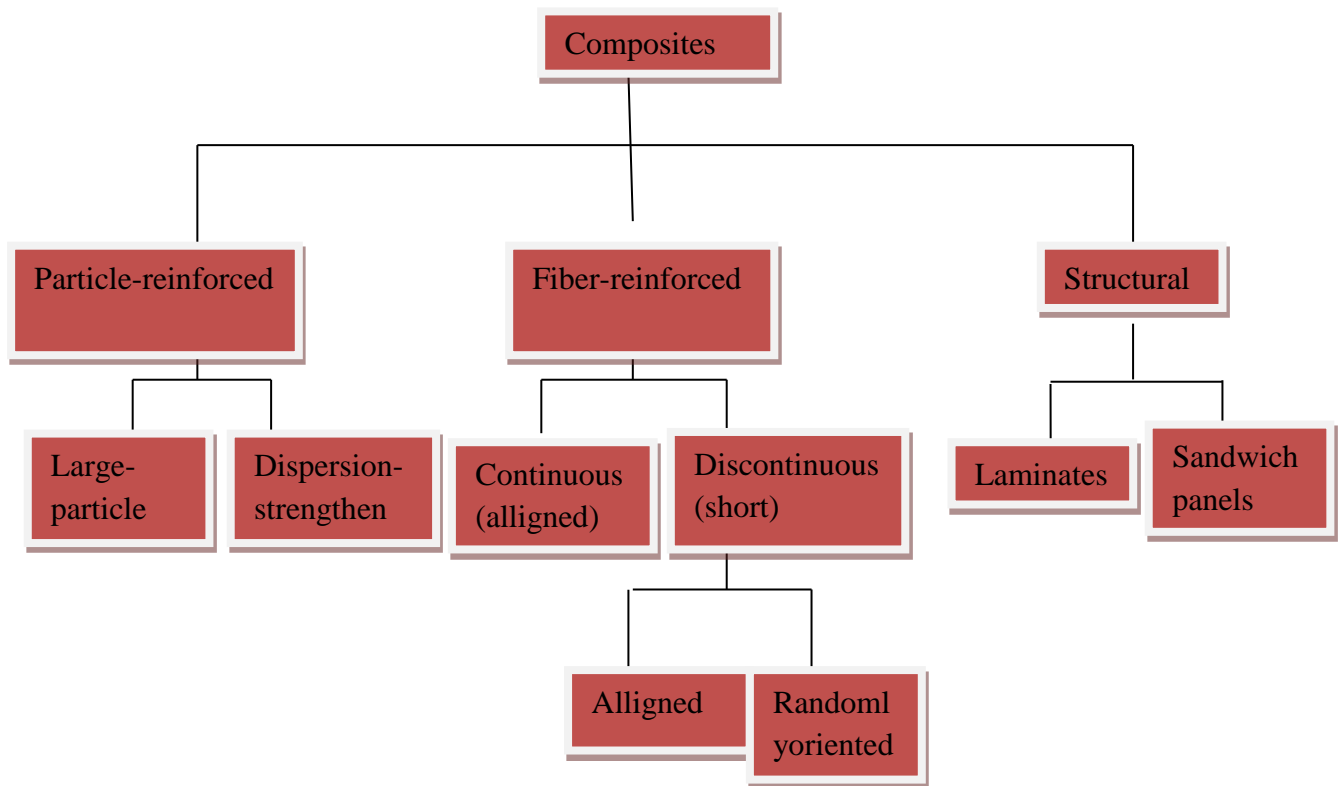 Composites
Particle-reinforced
Fiber-reinforced
Structural
Large-
particle
Dispersion-
strengthen
Continuous
(alligned)
Discontinuous
(short)
Laminates
Sandwich
panels
Alligned
Randoml
yoriented